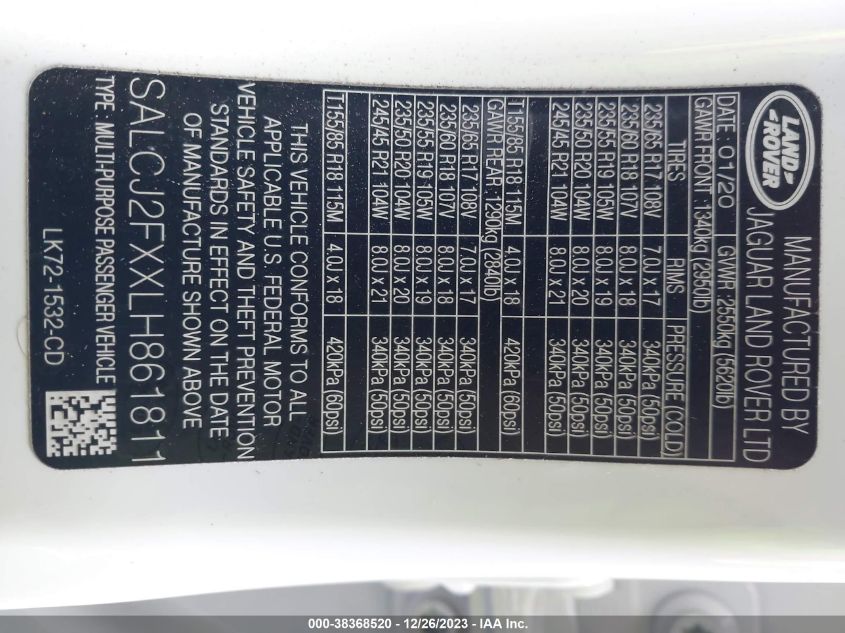 LAND
ROVER
MANUFACTURED BY
JAGUAR LAND ROVER LTD
DATE : 01/20 GVWR : 2550kg (5620lb)
GAWR FRONT : 1340kg (2950lb)
TIRES RIMS PRESSURE (COLD)
235/65 R17 108V 7.0J x 17 340kPa (50psi)
235/60 R18 107V 8.0J x 18 340kPa (50psi)
235/55 R19 105W 8.0J x 19 340kPa (50psi)
235/50 R20 104W 8.0J x 20 340kPa (50psi)
245/45 R21 104W 8.0J x 21 340kPa (50psi)
T155/85 R18 115M 4.0J x 18 420kPa (60psi)
GAWR REAR : 1290kg (2840lb)
235/65 R17 108V 7.0J x 17 340kPa (50psi)
235/60 R18 107V 8.0J x 18 340kPa (50psi)
235/55 R19 105W 8.0J x 19 340kPa (50psi)
235/50 R20 104W 8.0J x 20 340kPa (50psi)
245/45 R21 104W 8.0J x 21 340kPa (50psi)
T155/85 R18 115M 4.0J x 18 420kPa (60psi)
THIS VEHICLE CONFORMS TO ALL
APPLICABLE U.S. FEDERAL MOTOR
VEHICLE SAFETY AND THEFT PREVENTION
STANDARDS IN EFFECT ON THE DATE
OF MANUFACTURE SHOWN ABOVE
SALCJ2FXXLH861811
TYPE : MULTI-PURPOSE PASSENGER VEHICLE
LK72-1532-CD
000-38368520 - 12/26/2023 - IAA Inc.